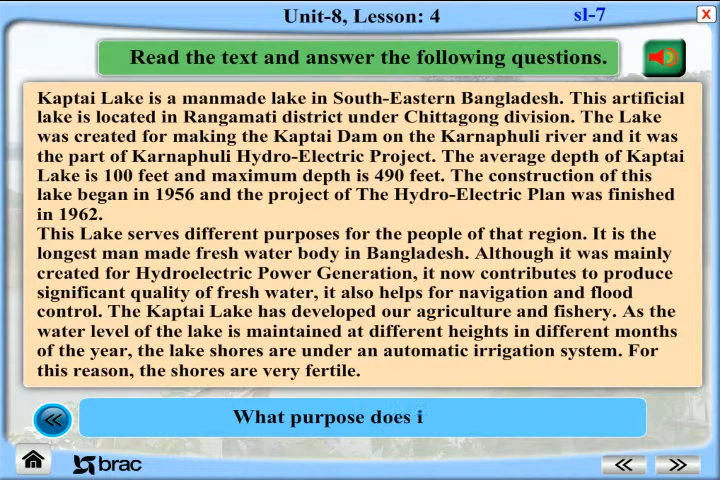 Unit-8, Lesson: 4
sl-7
X
Read the text and answer the following questions.
Kaptai Lake is a manmade lake in South-Eastern Bangladesh. This artificial
lake is located in Rangamati district under Chittagong division. The Lake
was created for making the Kaptai Dam on the Karnaphuli river and it was
the part of Karnaphuli Hydro-Electric Project. The average depth of Kaptai
Lake is 100 feet and maximum depth is 490 feet. The construction of this
lake began in 1956 and the project of The Hydro-Electric Plan was finished
in 1962.
This Lake serves different purposes for the people of that region. It is the
longest man made fresh water body in Bangladesh. Although it was mainly
created for Hydroelectric Power Generation, it now contributes to produce
significant quality of fresh water, it also helps for navigation and flood
control. The Kaptai Lake has developed our agriculture and fishery. As the
water level of the lake is maintained at different heights in different months
of the year, the lake shores are under an automatic irrigation system. For
this reason, the shores are very fertile.
What purpose does i
brac